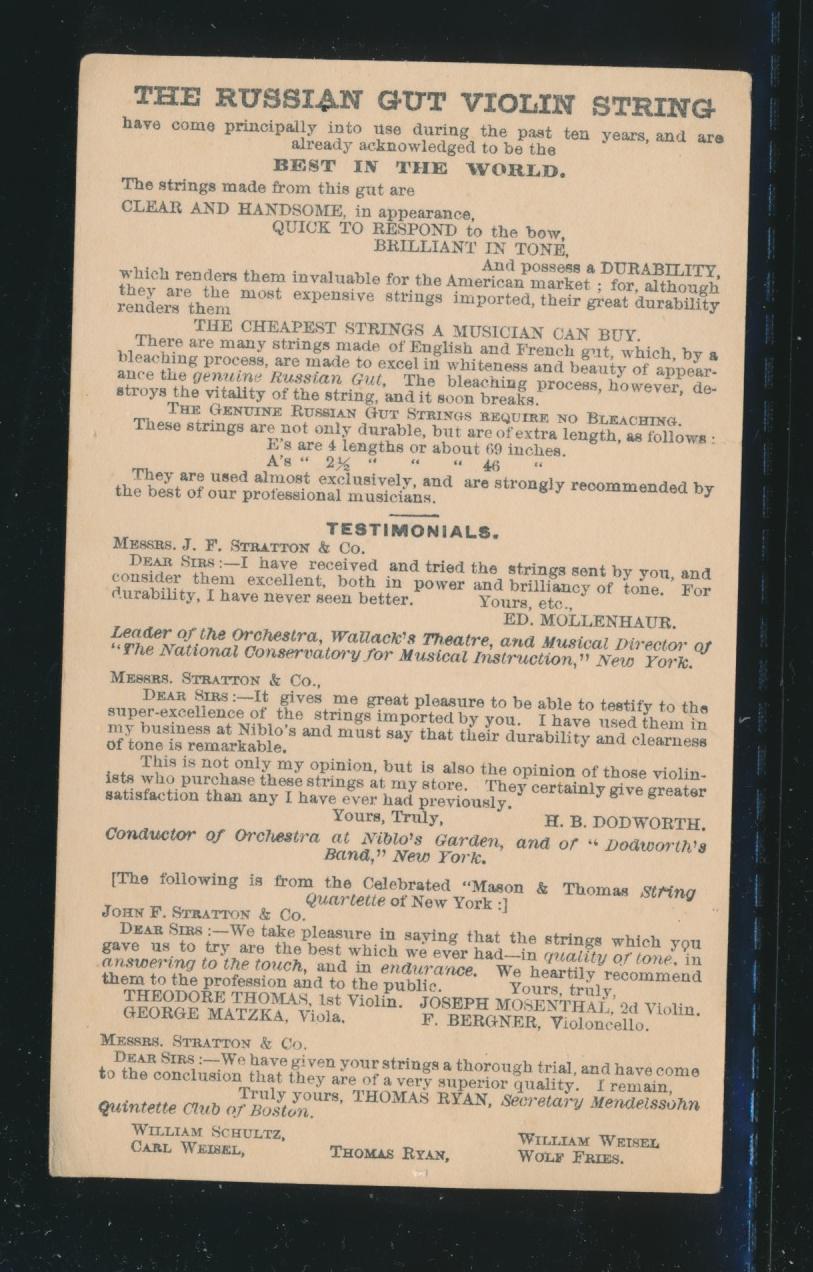 THE RUSSIAN GUT VIOLIN STRING
have come principally into use during the past ten years, and are
already acknowledged to be the
BEST IN THE WORLD.
The strings made from this gut are
CLEAR AND HANDSOME, in appearance,
QUICK TO RESPOND to the bow,
BRILLIANT IN TONE,
And possess a DURABILITY,
which renders them invaluable for the American market ; for, although
they are the most expensive strings imported, their great durability
renders them
THE CHEAPEST STRINGS A MUSICIAN CAN BUY.
There are many strings made of English and French gut, which, by a
bleaching process, are made to excel in whiteness and beauty of appear-
ance the genuine Russian Gut. The bleaching process, however, de-
stroys the vitality of the string, and it soon breaks.
THE GENUINE RUSSIAN GUT STRINGS REQUIRE NO BLEACHING.
These strings are not only durable, but are of extra length, as follows :
E's are 4 lengths or about 69 inches.
A's " 2½ " " " 46 "
They are used almost exclusively, and are strongly recommended by
the best of our professional musicians.
TESTIMONIALS.
MESSRS. J. F. STRATTON & CO.
DEAR SIRS :—I have received and tried the strings sent by you, and
consider them excellent, both in power and brilliancy of tone. For
durability, I have never seen better. Yours, etc.,
ED. MOLLENHAUR.
Leader of the Orchestra, Wallack's Theatre, and Musical Director of
"The National Conservatory for Musical Instruction," New York.
MESSRS. STRATTON & CO.,
DEAR SIRS :—It gives me great pleasure to be able to testify to the
super-excellence of the strings imported by you. I have used them in
my business at Niblo's and must say that their durability and clearness
of tone is remarkable.
This is not only my opinion, but is also the opinion of those violin-
ists who purchase these strings at my store. They certainly give greater
satisfaction than any I have ever had previously.
Yours, Truly, H. B. DODWORTH.
Conductor of Orchestra at Niblo's Garden, and of " Dodworth's
Band," New York.
[The following is from the Celebrated "Mason & Thomas String
Quartette of New York :]
JOHN F. STRATTON & CO.
DEAR SIRS :—We take pleasure in saying that the strings which you
gave us to try are the best which we ever had—in quality of tone, in
answering to the touch, and in endurance. We heartily recommend
them to the profession and to the public. Yours, truly,
THEODORE THOMAS, 1st Violin. JOSEPH MOSENTHAL, 2d Violin.
GEORGE MATZKA, Viola. F. BERGNER, Violoncello.
MESSRS. STRATTON & CO.
DEAR SIRS :—We have given your strings a thorough trial, and have come
to the conclusion that they are of a very superior quality. I remain,
Truly yours, THOMAS RYAN, Secretary Mendelssohn
Quintette Club of Boston.
WILLIAM SCHULTZ, WILLIAM WEISEL
CARL WEISEL, THOMAS RYAN, WOLF FRIES.